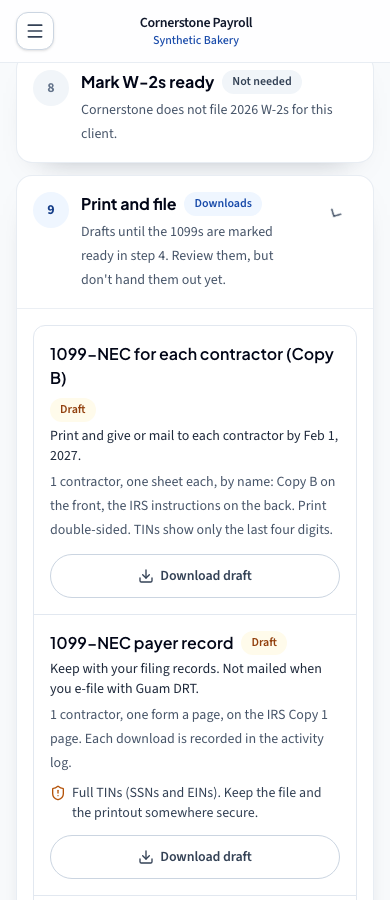 Cornerstone Payroll
Synthetic Bakery
8
Mark W-2s ready
Not needed
Cornerstone does not file 2026 W-2s for this
client.
9
Print and file
Downloads
Drafts until the 1099s are marked
ready in step 4. Review them, but
don't hand them out yet.
1099-NEC for each contractor (Copy
B)
Draft
Print and give or mail to each contractor by Feb 1,
2027.
1 contractor, one sheet each, by name: Copy B on
the front, the IRS instructions on the back. Print
double-sided. TINs show only the last four digits.
Download draft
1099-NEC payer record
Draft
Keep with your filing records. Not mailed when
you e-file with Guam DRT.
1 contractor, one form a page, on the IRS Copy 1
page. Each download is recorded in the activity
log.
Full TINs (SSNs and EINs). Keep the file and
the printout somewhere secure.
Download draft